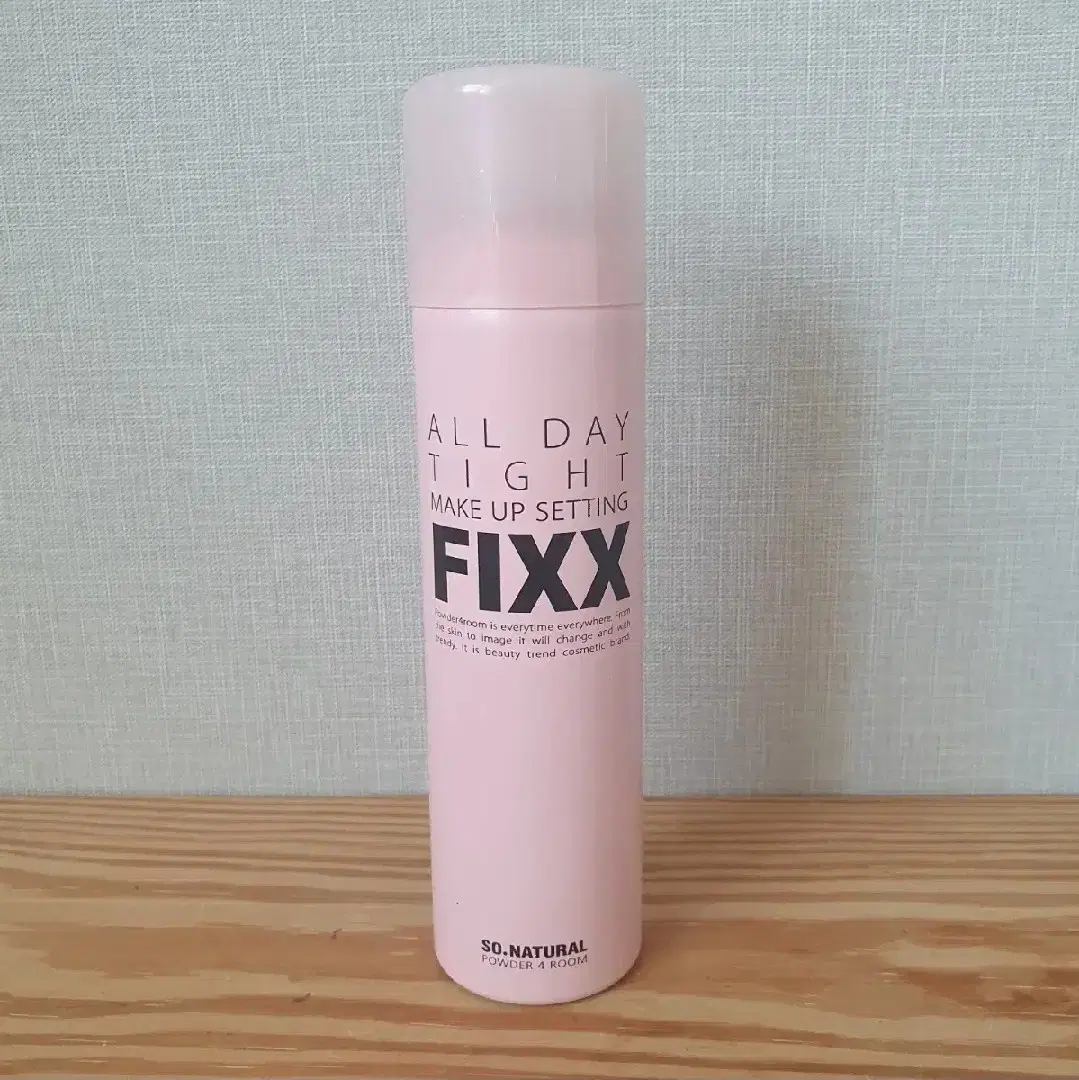 ALL DAY
TIGHT
MAKE UP SETTING
FIXX
Powder4room is everytime everywhere. From
the skin to image it will change and with
trendy. It is beauty trend cosmetic brand.
SO.NATURAL
POWDER 4 ROOM